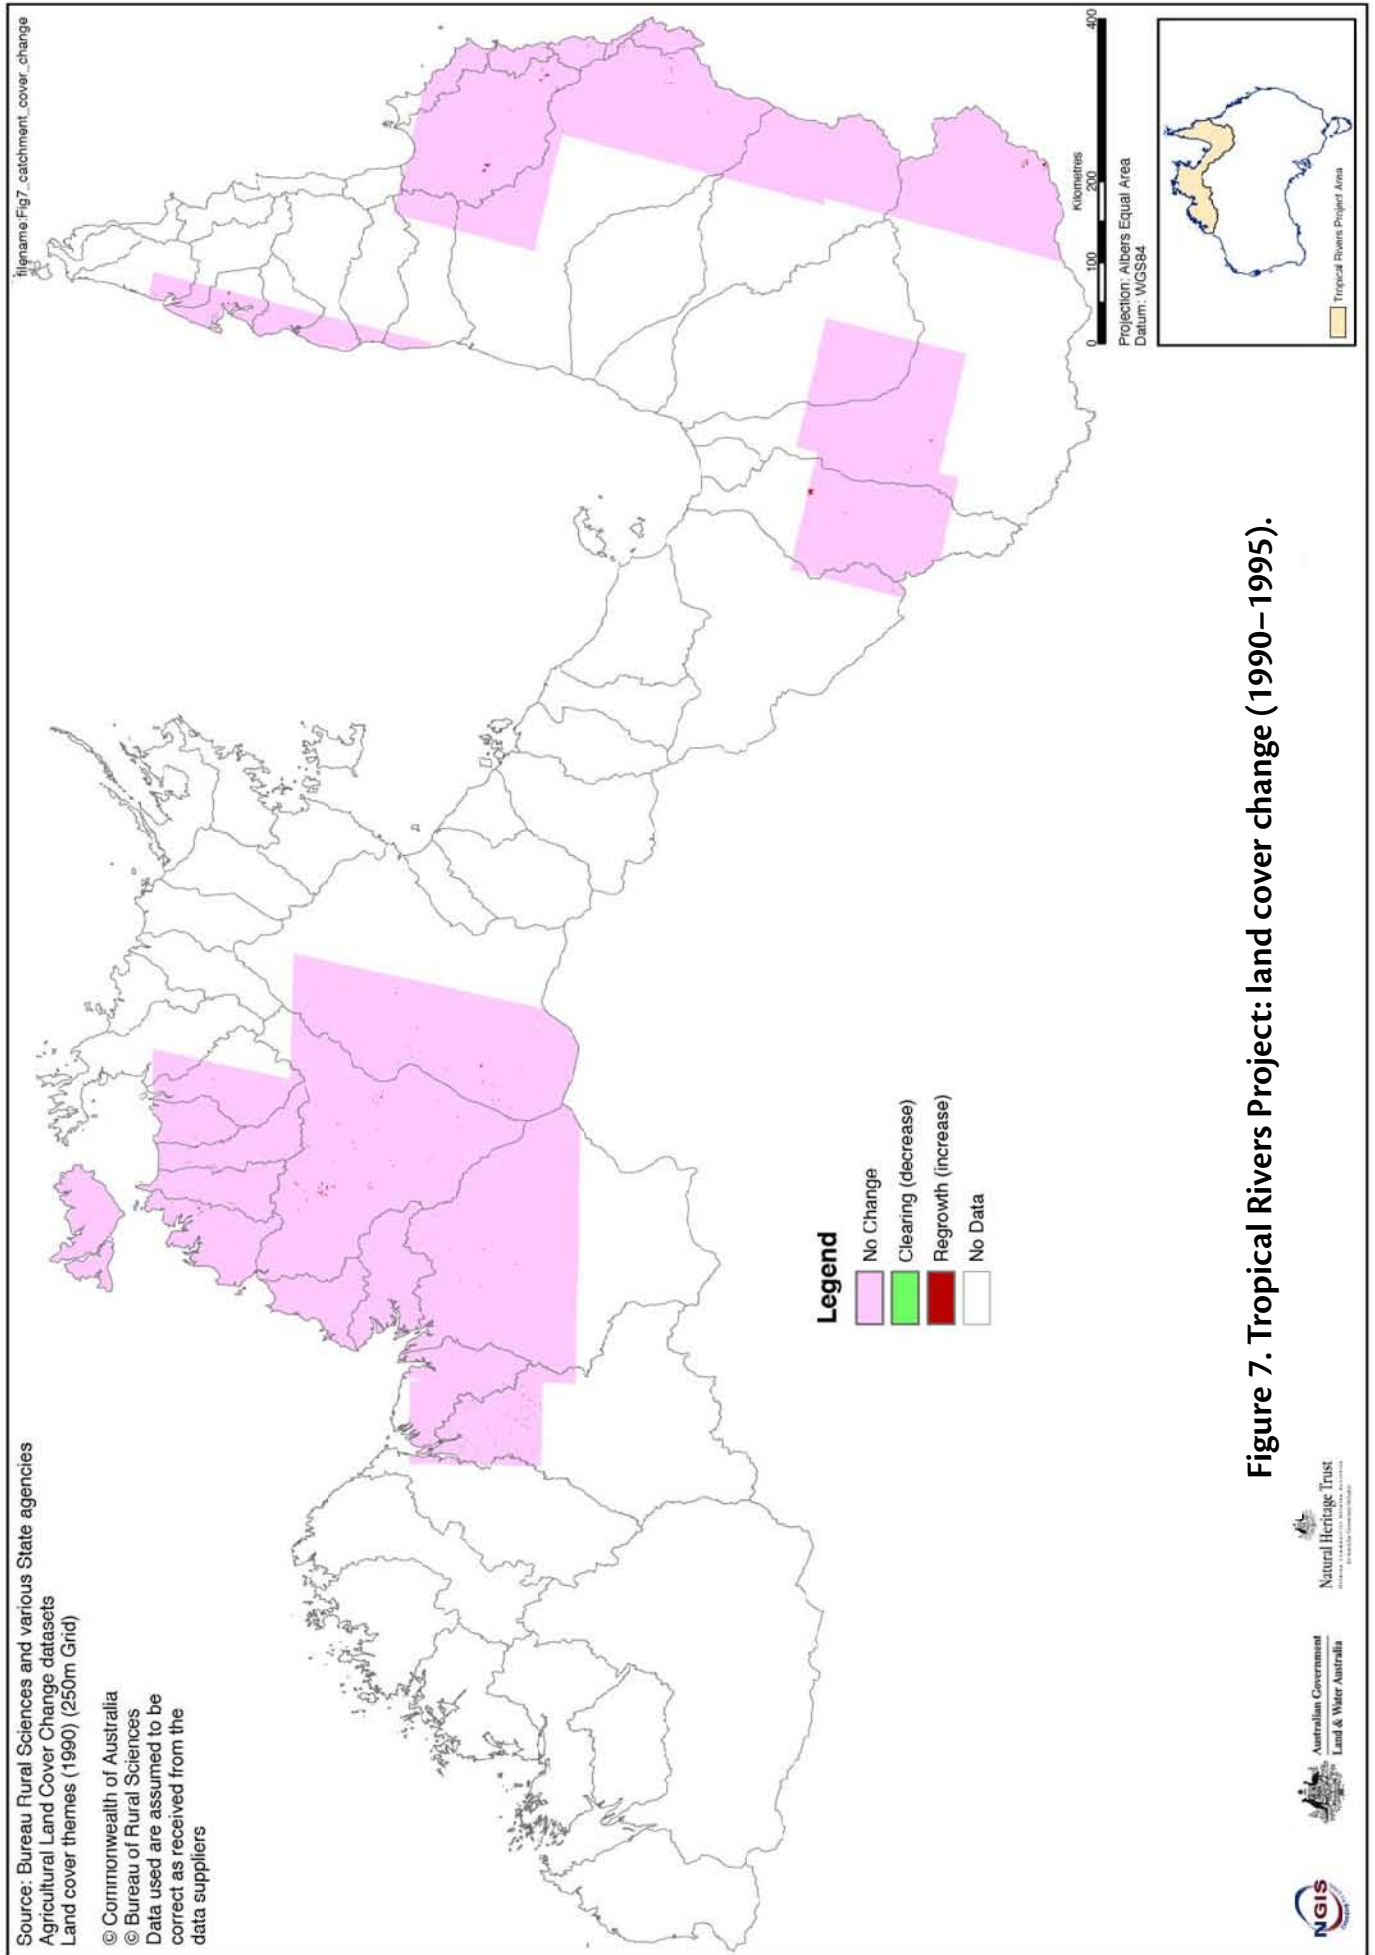 Source: Bureau Rural Sciences and various State agencies
Agricultural Land Cover Change datasets
Land cover themes (1990) (250m Grid)
© Commonwealth of Australia
© Bureau of Rural Sciences
Data used are assumed to be
correct as received from the
data suppliers
filename:Fig7_catchment_cover_change
Legend
No Change
Clearing (decrease)
Regrowth (increase)
No Data
Kilometres
0 100 200 400
Projection: Albers Equal Area
Datum: WGS84
Tropical Rivers Project Area
Figure 7. Tropical Rivers Project: land cover change (1990–1995).
NGIS
Australian Government
Land & Water Australia
Natural Heritage Trust